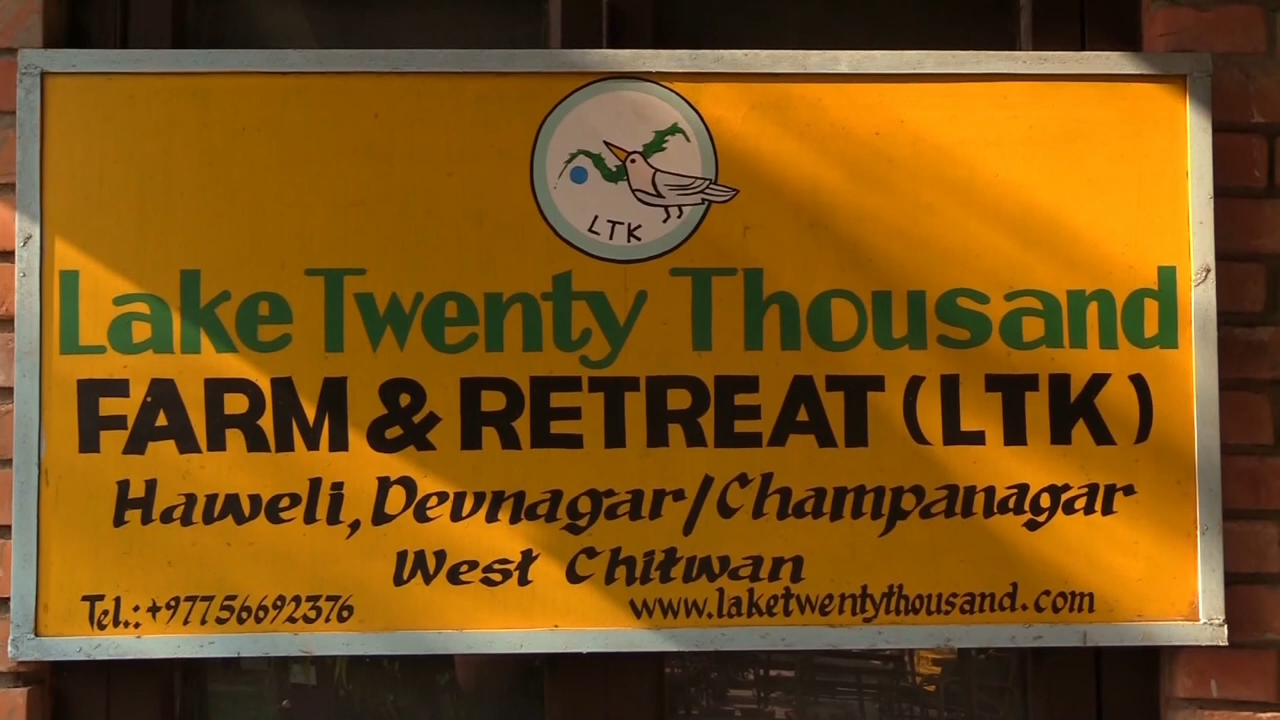 LTK
Lake Twenty Thousand
FARM & RETREAT (LTK)
Haweli, Devnagar/Champanagar
West Chitwan
Tel.: +97756692376
www.laketwentythousand.com